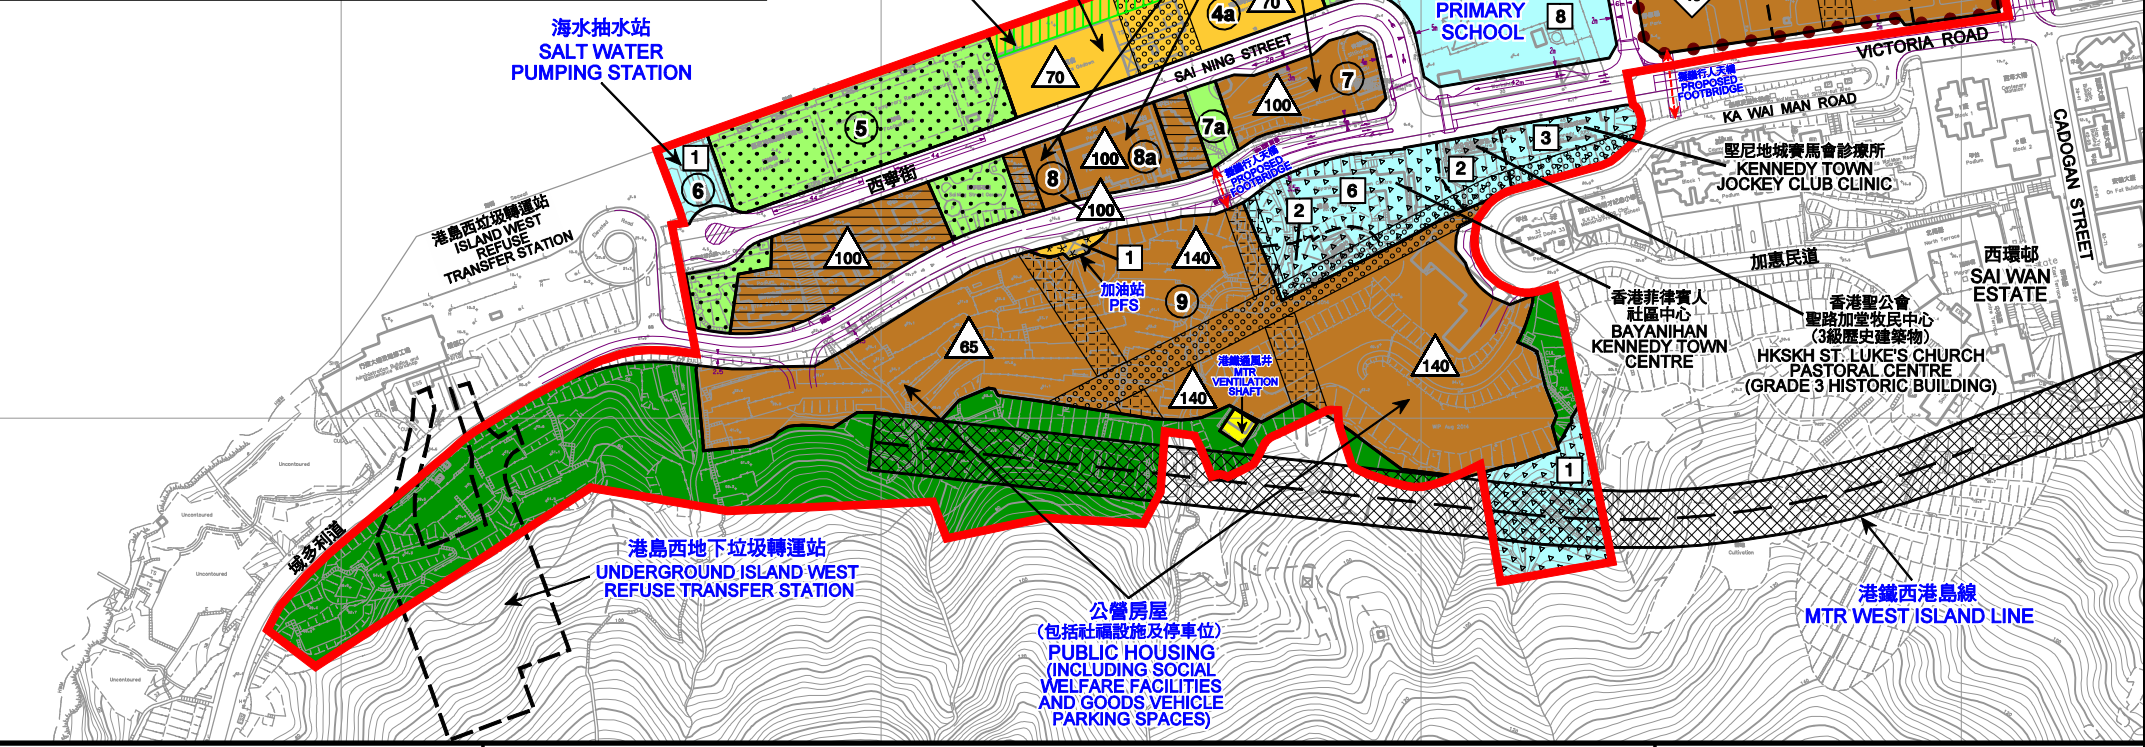 海水抽水站
SALT WATER
PUMPING STATION
4a
70
PRIMARY
SCHOOL
8
VICTORIA ROAD
70
SAI NING STREET
7
100
擬議行人天橋
PROPOSED
FOOTBRIDGE
KA WAI MAN ROAD
CADOGAN STREET
5
7a
3
1
6
西寧街
100
8a
8
100
擬議行人天橋
PROPOSED
FOOTBRIDGE
2
6
2
堅尼地城賽馬會診療所
KENNEDY TOWN
JOCKEY CLUB CLINIC
港島西垃圾轉運站
ISLAND WEST
REFUSE
TRANSFER STATION
100
1
加油站
PFS
140
9
加惠民道
西環邨
SAI WAN
ESTATE
香港菲律賓人
社區中心
BAYANIHAN
KENNEDY TOWN
CENTRE
香港聖公會
聖路加堂牧民中心
(3級歷史建築物)
HKSKH ST. LUKE'S CHURCH
PASTORAL CENTRE
(GRADE 3 HISTORIC BUILDING)
65
港鐵通風井
MTR
VENTILATION
SHAFT
140
140
1
域多利道
港島西地下垃圾轉運站
UNDERGROUND ISLAND WEST
REFUSE TRANSFER STATION
公營房屋
(包括社福設施及停車位)
PUBLIC HOUSING
(INCLUDING SOCIAL
WELFARE FACILITIES
AND GOODS VEHICLE
PARKING SPACES)
港鐵西港島線
MTR WEST ISLAND LINE
Uncontoured
Uncontoured
Uncontoured
Uncontoured